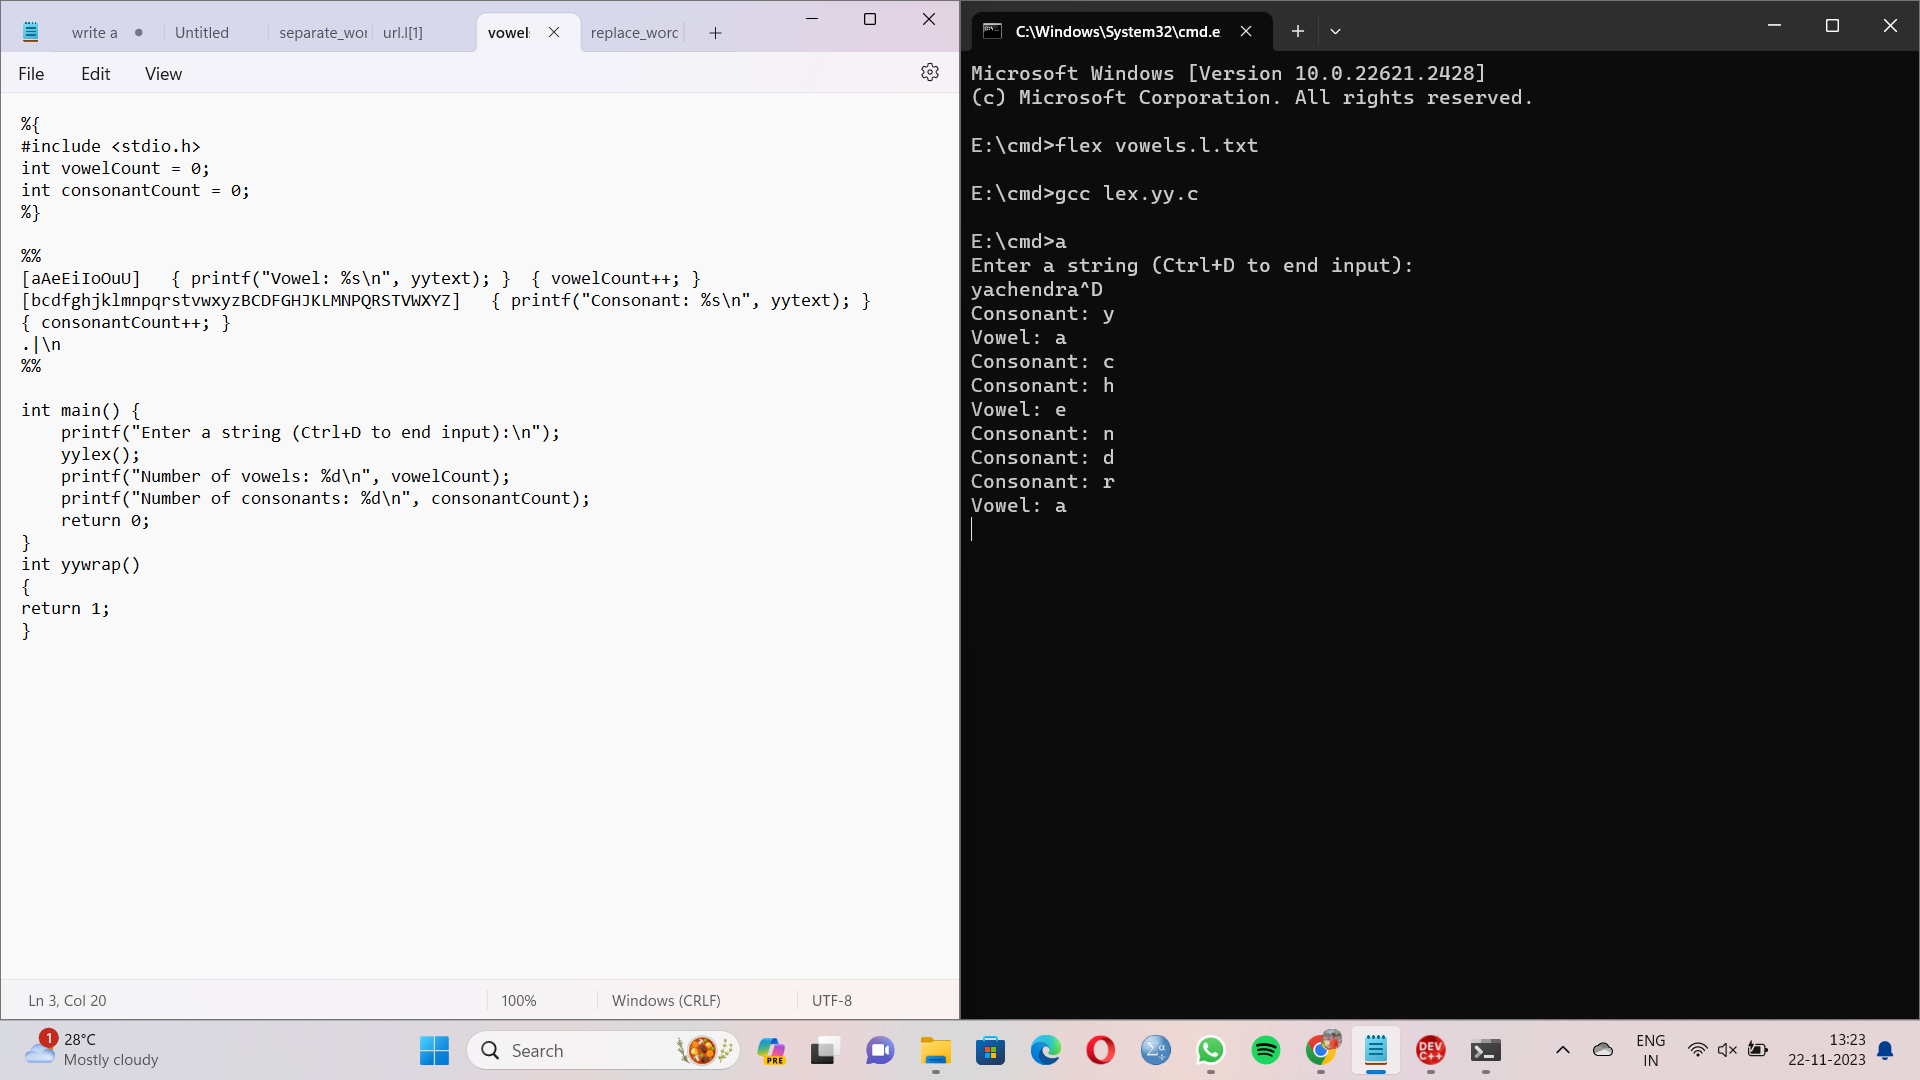 write a
Untitled
separate_wor
url.l[1]
vowel
replace_worc
File Edit View
%{
#include <stdio.h>
int vowelCount = 0;
int consonantCount = 0;
%}
%%
[aAeEiIoOuU]   { printf("Vowel: %s\n", yytext); }  { vowelCount++; }
[bcdfghjklmnpqrstvwxyzBCDFGHJKLMNPQRSTVWXYZ]   { printf("Consonant: %s\n", yytext); }
{ consonantCount++; }
.|\n
%%
int main() {
    printf("Enter a string (Ctrl+D to end input):\n");
    yylex();
    printf("Number of vowels: %d\n", vowelCount);
    printf("Number of consonants: %d\n", consonantCount);
    return 0;
}
int yywrap()
{
return 1;
}
Ln 3, Col 20
100%
Windows (CRLF)
UTF-8
C:\Windows\System32\cmd.e
Microsoft Windows [Version 10.0.22621.2428]
(c) Microsoft Corporation. All rights reserved.
E:\cmd>flex vowels.l.txt
E:\cmd>gcc lex.yy.c
E:\cmd>a
Enter a string (Ctrl+D to end input):
yachendra^D
Consonant: y
Vowel: a
Consonant: c
Consonant: h
Vowel: e
Consonant: n
Consonant: d
Consonant: r
Vowel: a
1
28°C
Mostly cloudy
Search
PRE
DEV
C++
ENG
IN
13:23
22-11-2023